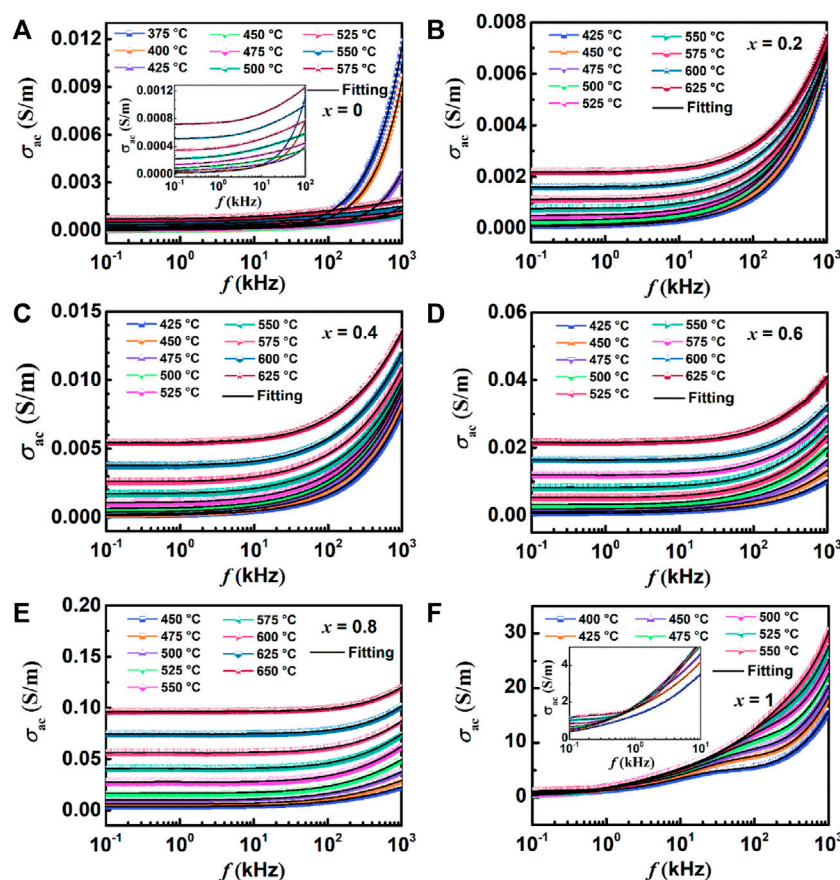 A
σac (S/m)
0.012
0.009
0.006
0.003
0.000
375 °C 450 °C 525 °C
400 °C 475 °C 550 °C
425 °C 500 °C 575 °C
Fitting
x = 0
σac (S/m)
0.0012
0.0008
0.0004
0.0000
10-1 100 101 102
f (kHz)
10-1 100 101 102 103
f (kHz)
B
σac (S/m)
0.008
0.006
0.004
0.002
0.000
425 °C 550 °C
450 °C 575 °C
475 °C 600 °C
500 °C 625 °C
525 °C Fitting
x = 0.2
10-1 100 101 102 103
f (kHz)
C
σac (S/m)
0.015
0.010
0.005
0.000
425 °C 550 °C
450 °C 575 °C
475 °C 600 °C
500 °C 625 °C
525 °C Fitting
x = 0.4
10-1 100 101 102 103
f (kHz)
D
σac (S/m)
0.06
0.04
0.02
0.00
425 °C 550 °C
450 °C 575 °C
475 °C 600 °C
500 °C 625 °C
525 °C Fitting
x = 0.6
10-1 100 101 102 103
f (kHz)
E
σac (S/m)
0.20
0.15
0.10
0.05
0.00
450 °C 575 °C
475 °C 600 °C
500 °C 625 °C
525 °C 650 °C
550 °C Fitting
x = 0.8
10-1 100 101 102 103
f (kHz)
F
σac (S/m)
30
25
20
15
10
5
0
400 °C 450 °C 500 °C
425 °C 475 °C 525 °C
550 °C
Fitting
x = 1
σac (S/m)
4
2
10-1 100 101
f (kHz)
10-1 100 101 102 103
f (kHz)